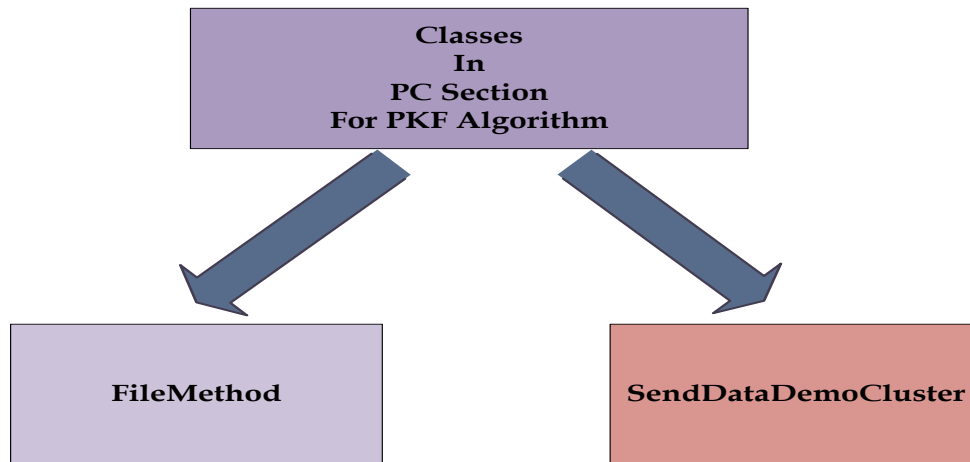 Classes
In
PC Section
For PKF Algorithm
FileMethod
SendDataDemoCluster